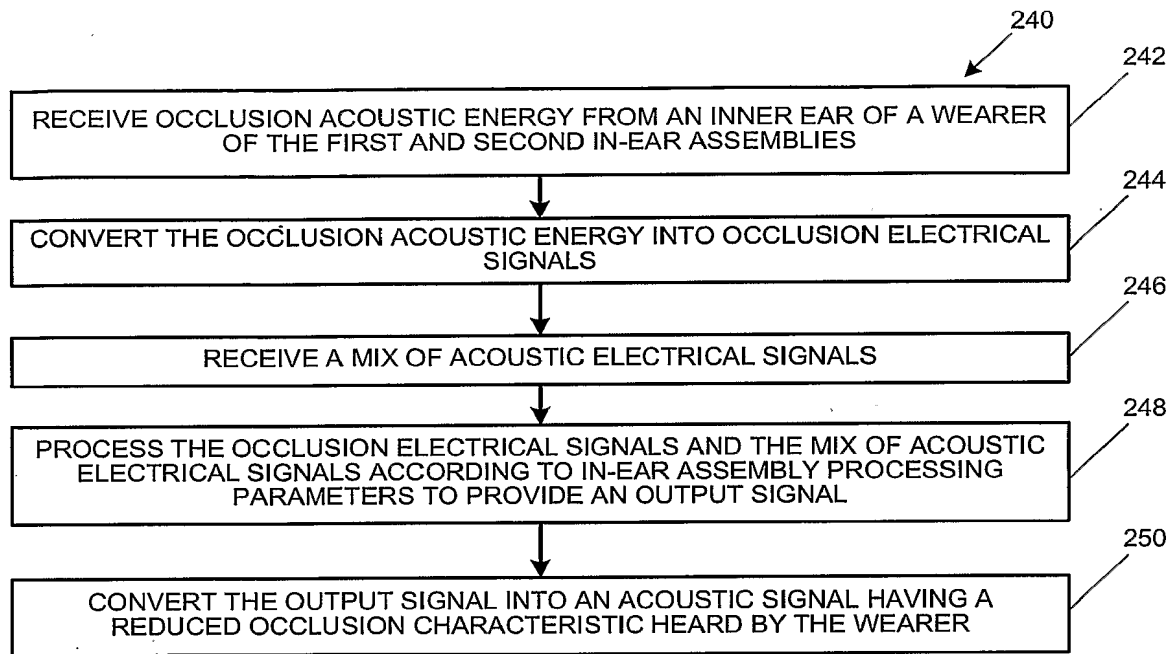 240
242
RECEIVE OCCLUSION ACOUSTIC ENERGY FROM AN INNER EAR OF A WEARER
OF THE FIRST AND SECOND IN-EAR ASSEMBLIES
244
CONVERT THE OCCLUSION ACOUSTIC ENERGY INTO OCCLUSION ELECTRICAL
SIGNALS
246
RECEIVE A MIX OF ACOUSTIC ELECTRICAL SIGNALS
248
PROCESS THE OCCLUSION ELECTRICAL SIGNALS AND THE MIX OF ACOUSTIC
ELECTRICAL SIGNALS ACCORDING TO IN-EAR ASSEMBLY PROCESSING
PARAMETERS TO PROVIDE AN OUTPUT SIGNAL
250
CONVERT THE OUTPUT SIGNAL INTO AN ACOUSTIC SIGNAL HAVING A
REDUCED OCCLUSION CHARACTERISTIC HEARD BY THE WEARER